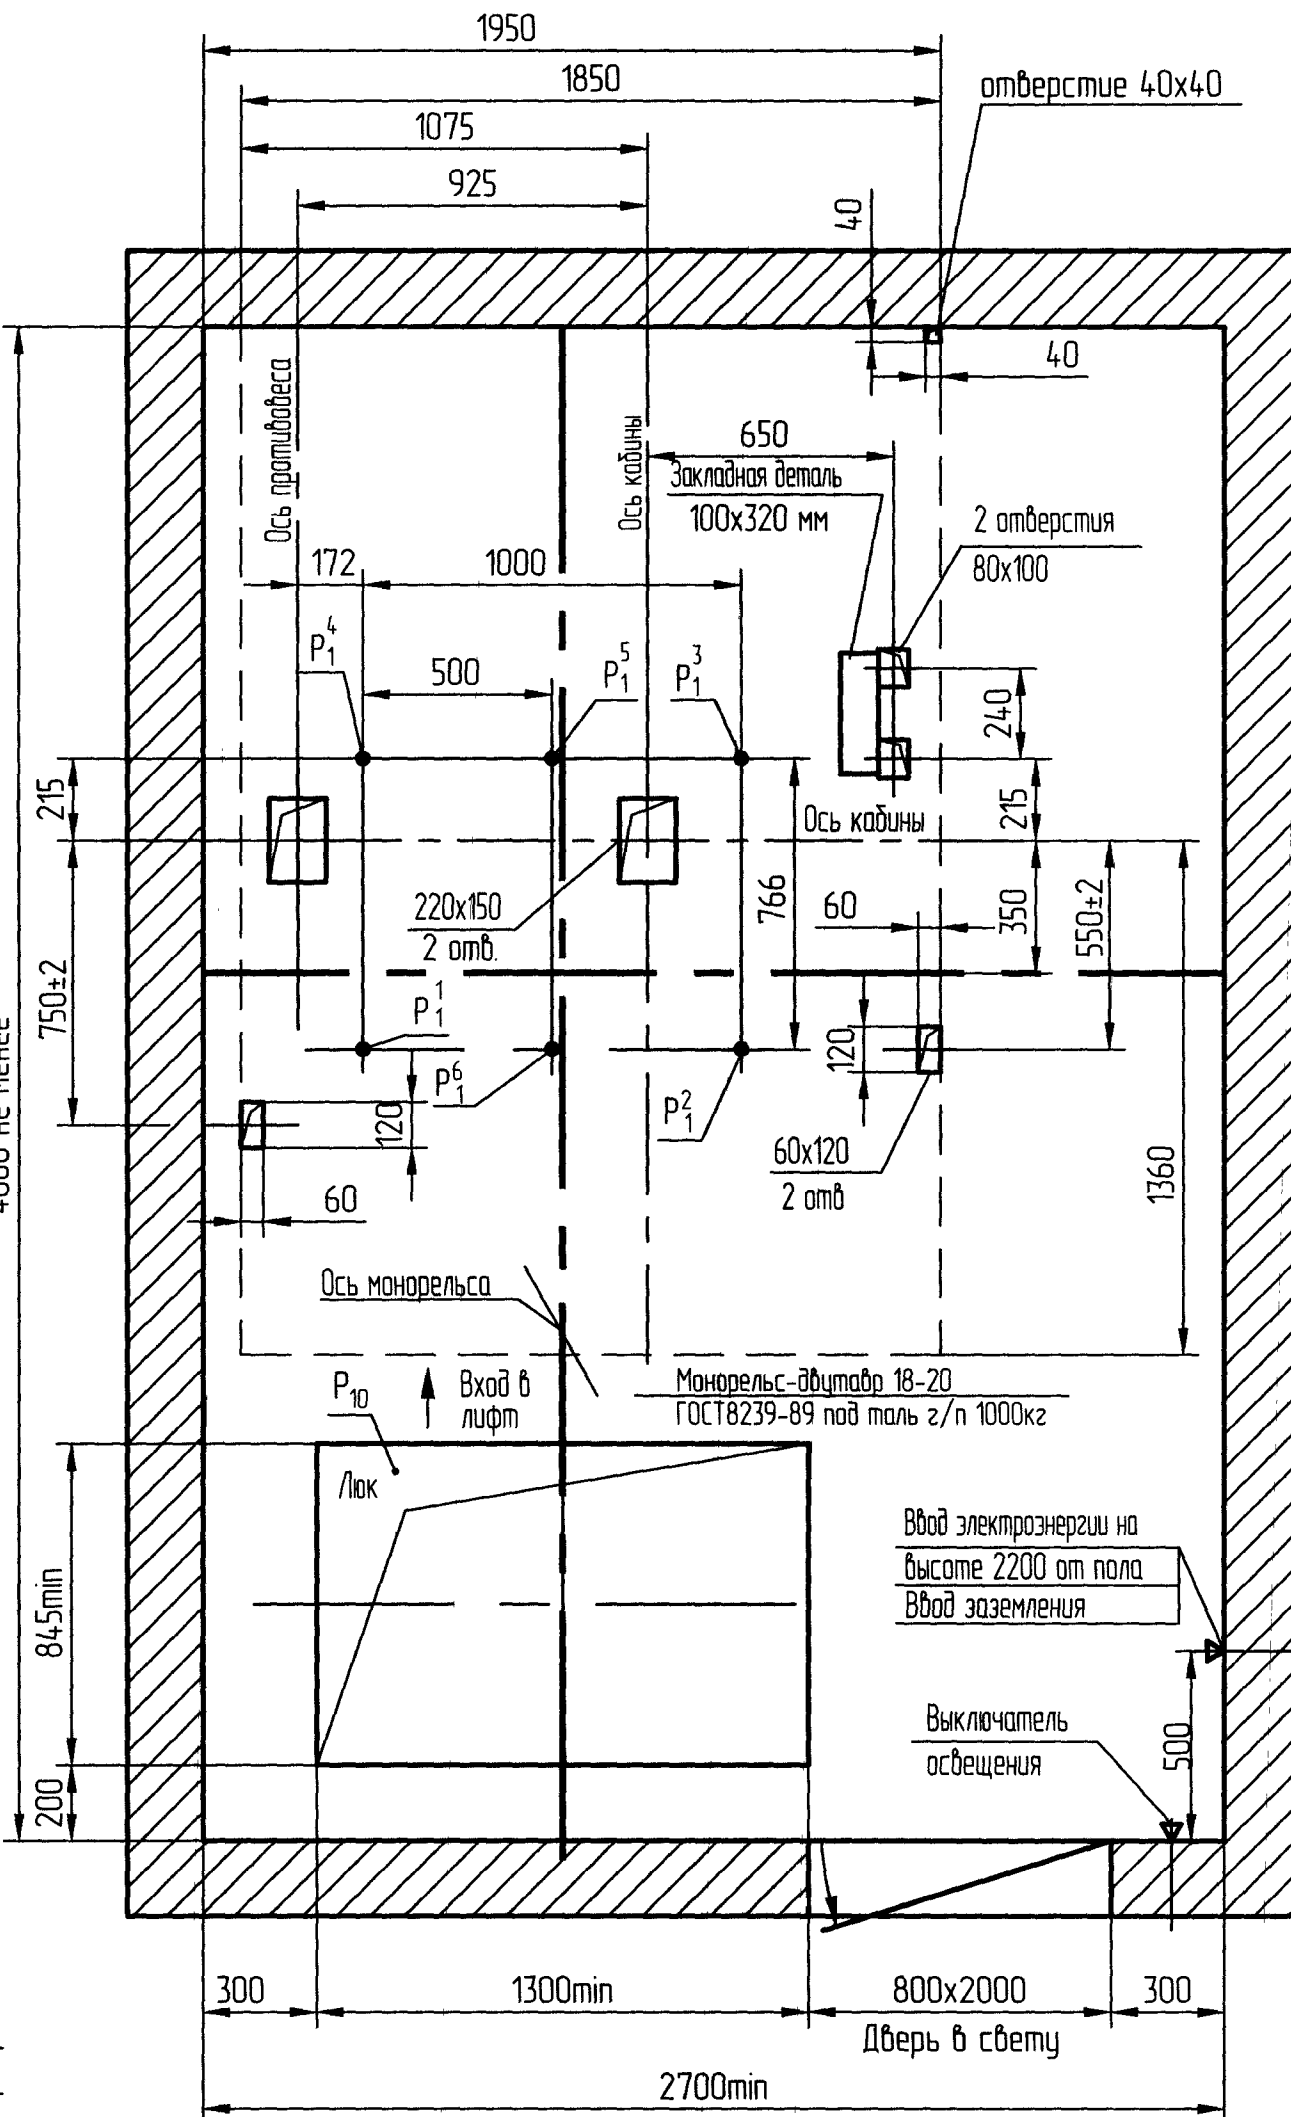 1950
1850
отверстие 40х40
1075
925
40
40
Ось противовеса
Ось кабины
650
Закладная деталь
100х320 мм
2 отверстия
80х100
172
1000
P₁⁴
500
P₁⁵
P₁³
240
215
215
Ось кабины
220х150
2 отв.
766
60
350
550±2
750±2
4000 не менее
P₁¹
P₁⁶
120
P₁²
120
60х120
2 отв
1360
60
Ось монорельса
P₁₀
Вход в
лифт
Монорельс-двутавр 18-20
ГОСТ8239-89 под таль г/п 1000кг
Люк
845min
Ввод электроэнергии на
высоте 2200 от пола
Ввод заземления
Выключатель
освещения
500
200
300
1300min
800х2000
300
Дверь в свету
2700min